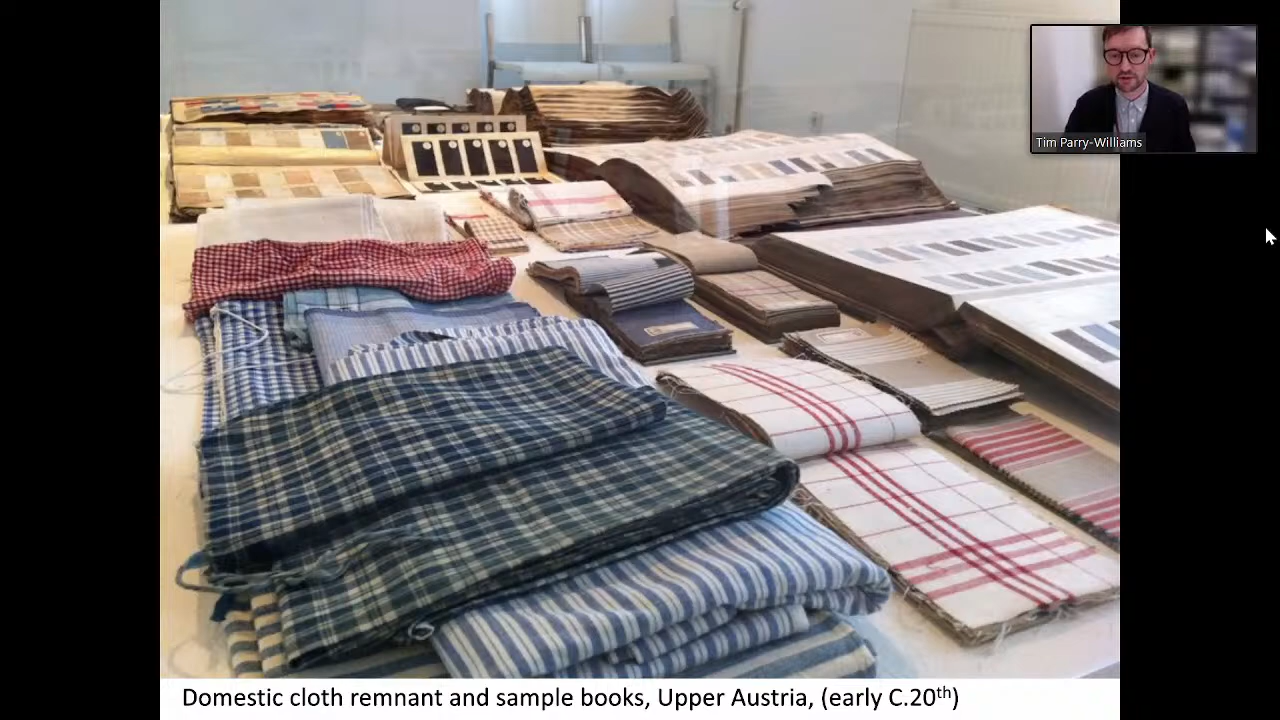 Tim Parry-Williams
Domestic cloth remnant and sample books, Upper Austria, (early C.20th)